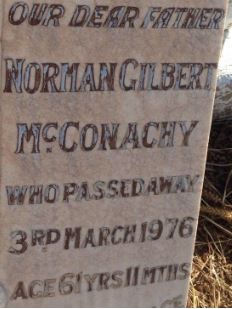 OUR DEAR FATHER
NORMAN GILBERT
McCONACHY
WHO PASSED AWAY
3RD MARCH 1976
AGE 61 YRS 11 MTHS